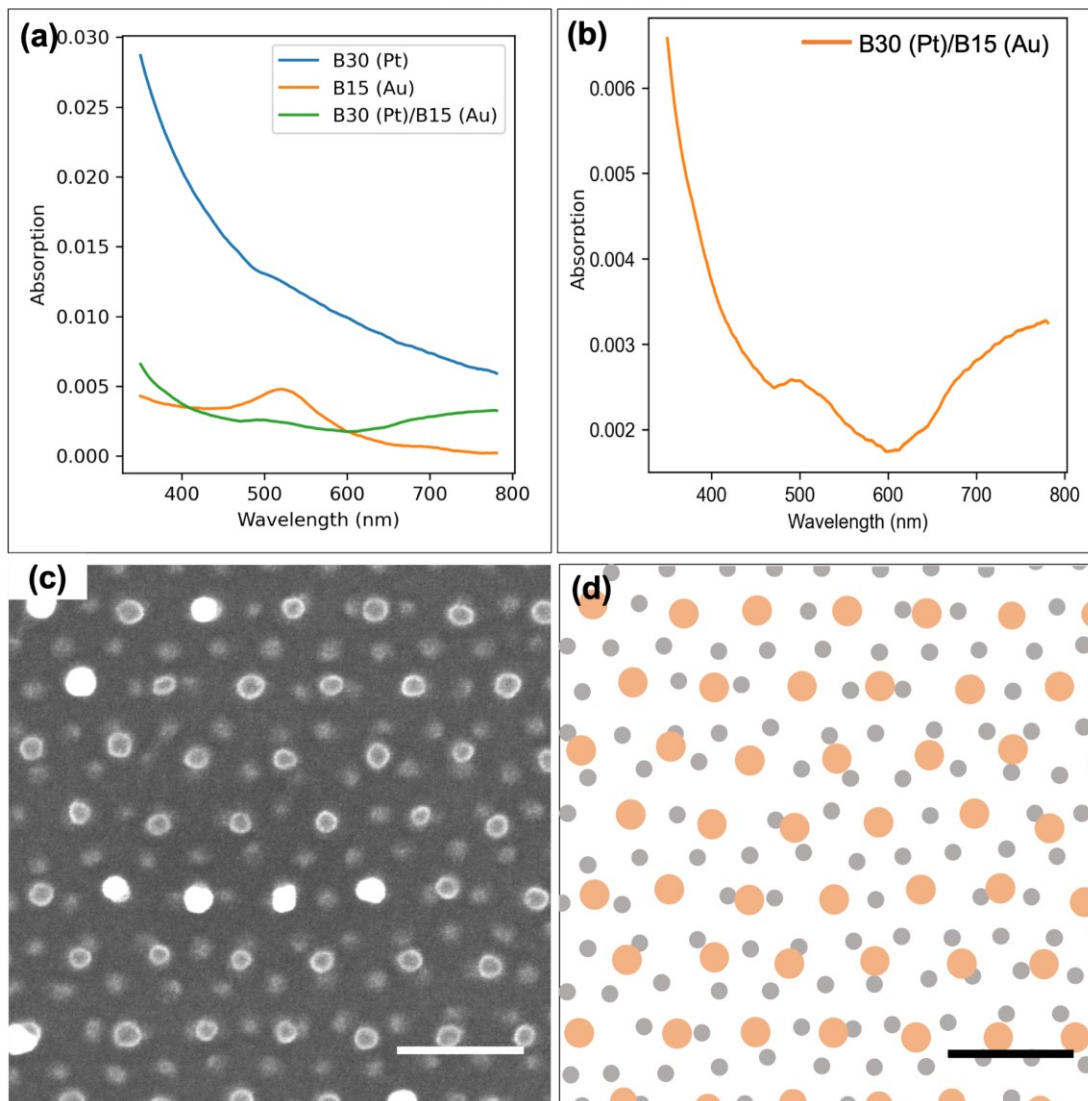 (a)
0.030
B30 (Pt)
B15 (Au)
B30 (Pt)/B15 (Au)
0.025
0.020
0.015
0.010
0.005
0.000
Absorption
400 500 600 700 800
Wavelength (nm)
(b)
B30 (Pt)/B15 (Au)
0.006
0.005
0.004
0.003
0.002
Absorption
400 500 600 700 800
Wavelength (nm)
(c)
(d)